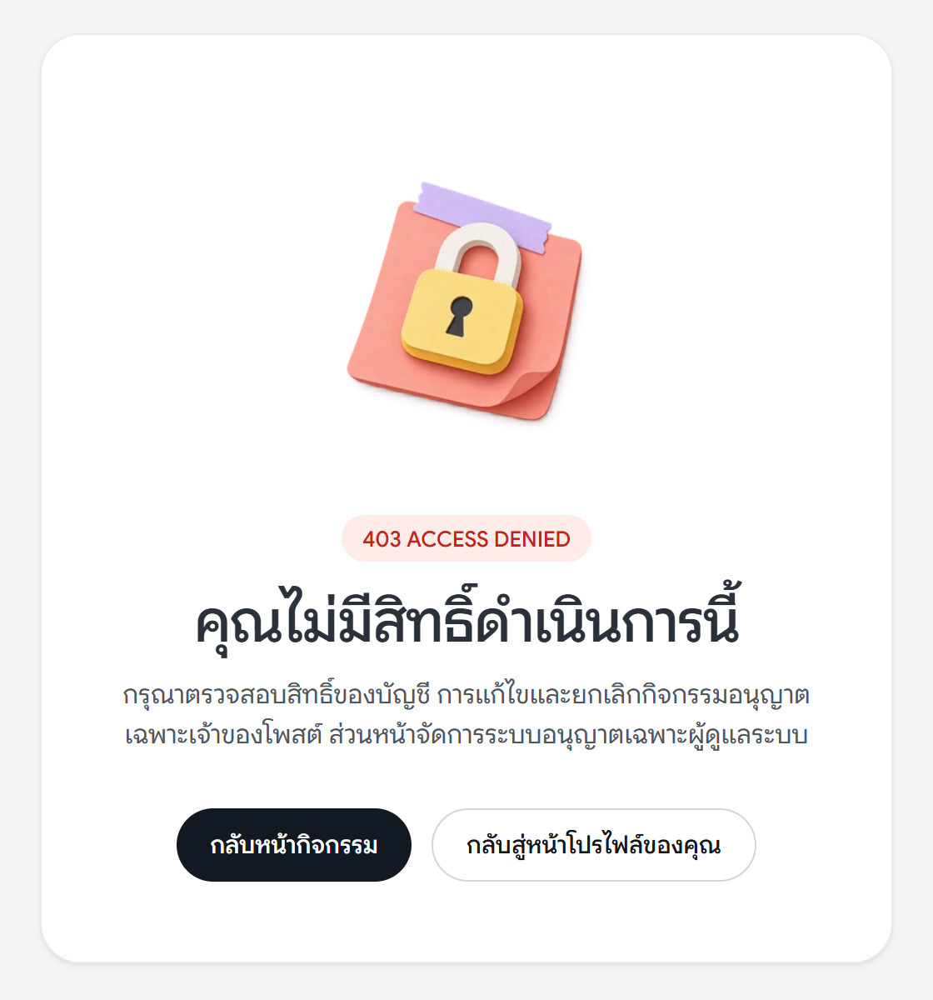 403 ACCESS DENIED
คุณไม่มีสิทธิ์ดำเนินการนี้
กรุณาตรวจสอบสิทธิ์ของบัญชี การแก้ไขและยกเลิกกิจกรรมอนุญาต
เฉพาะเจ้าของโพสต์ ส่วนหน้าจัดการระบบอนุญาตเฉพาะผู้ดูแลระบบ
กลับหน้ากิจกรรม
กลับสู่หน้าโปรไฟล์ของคุณ